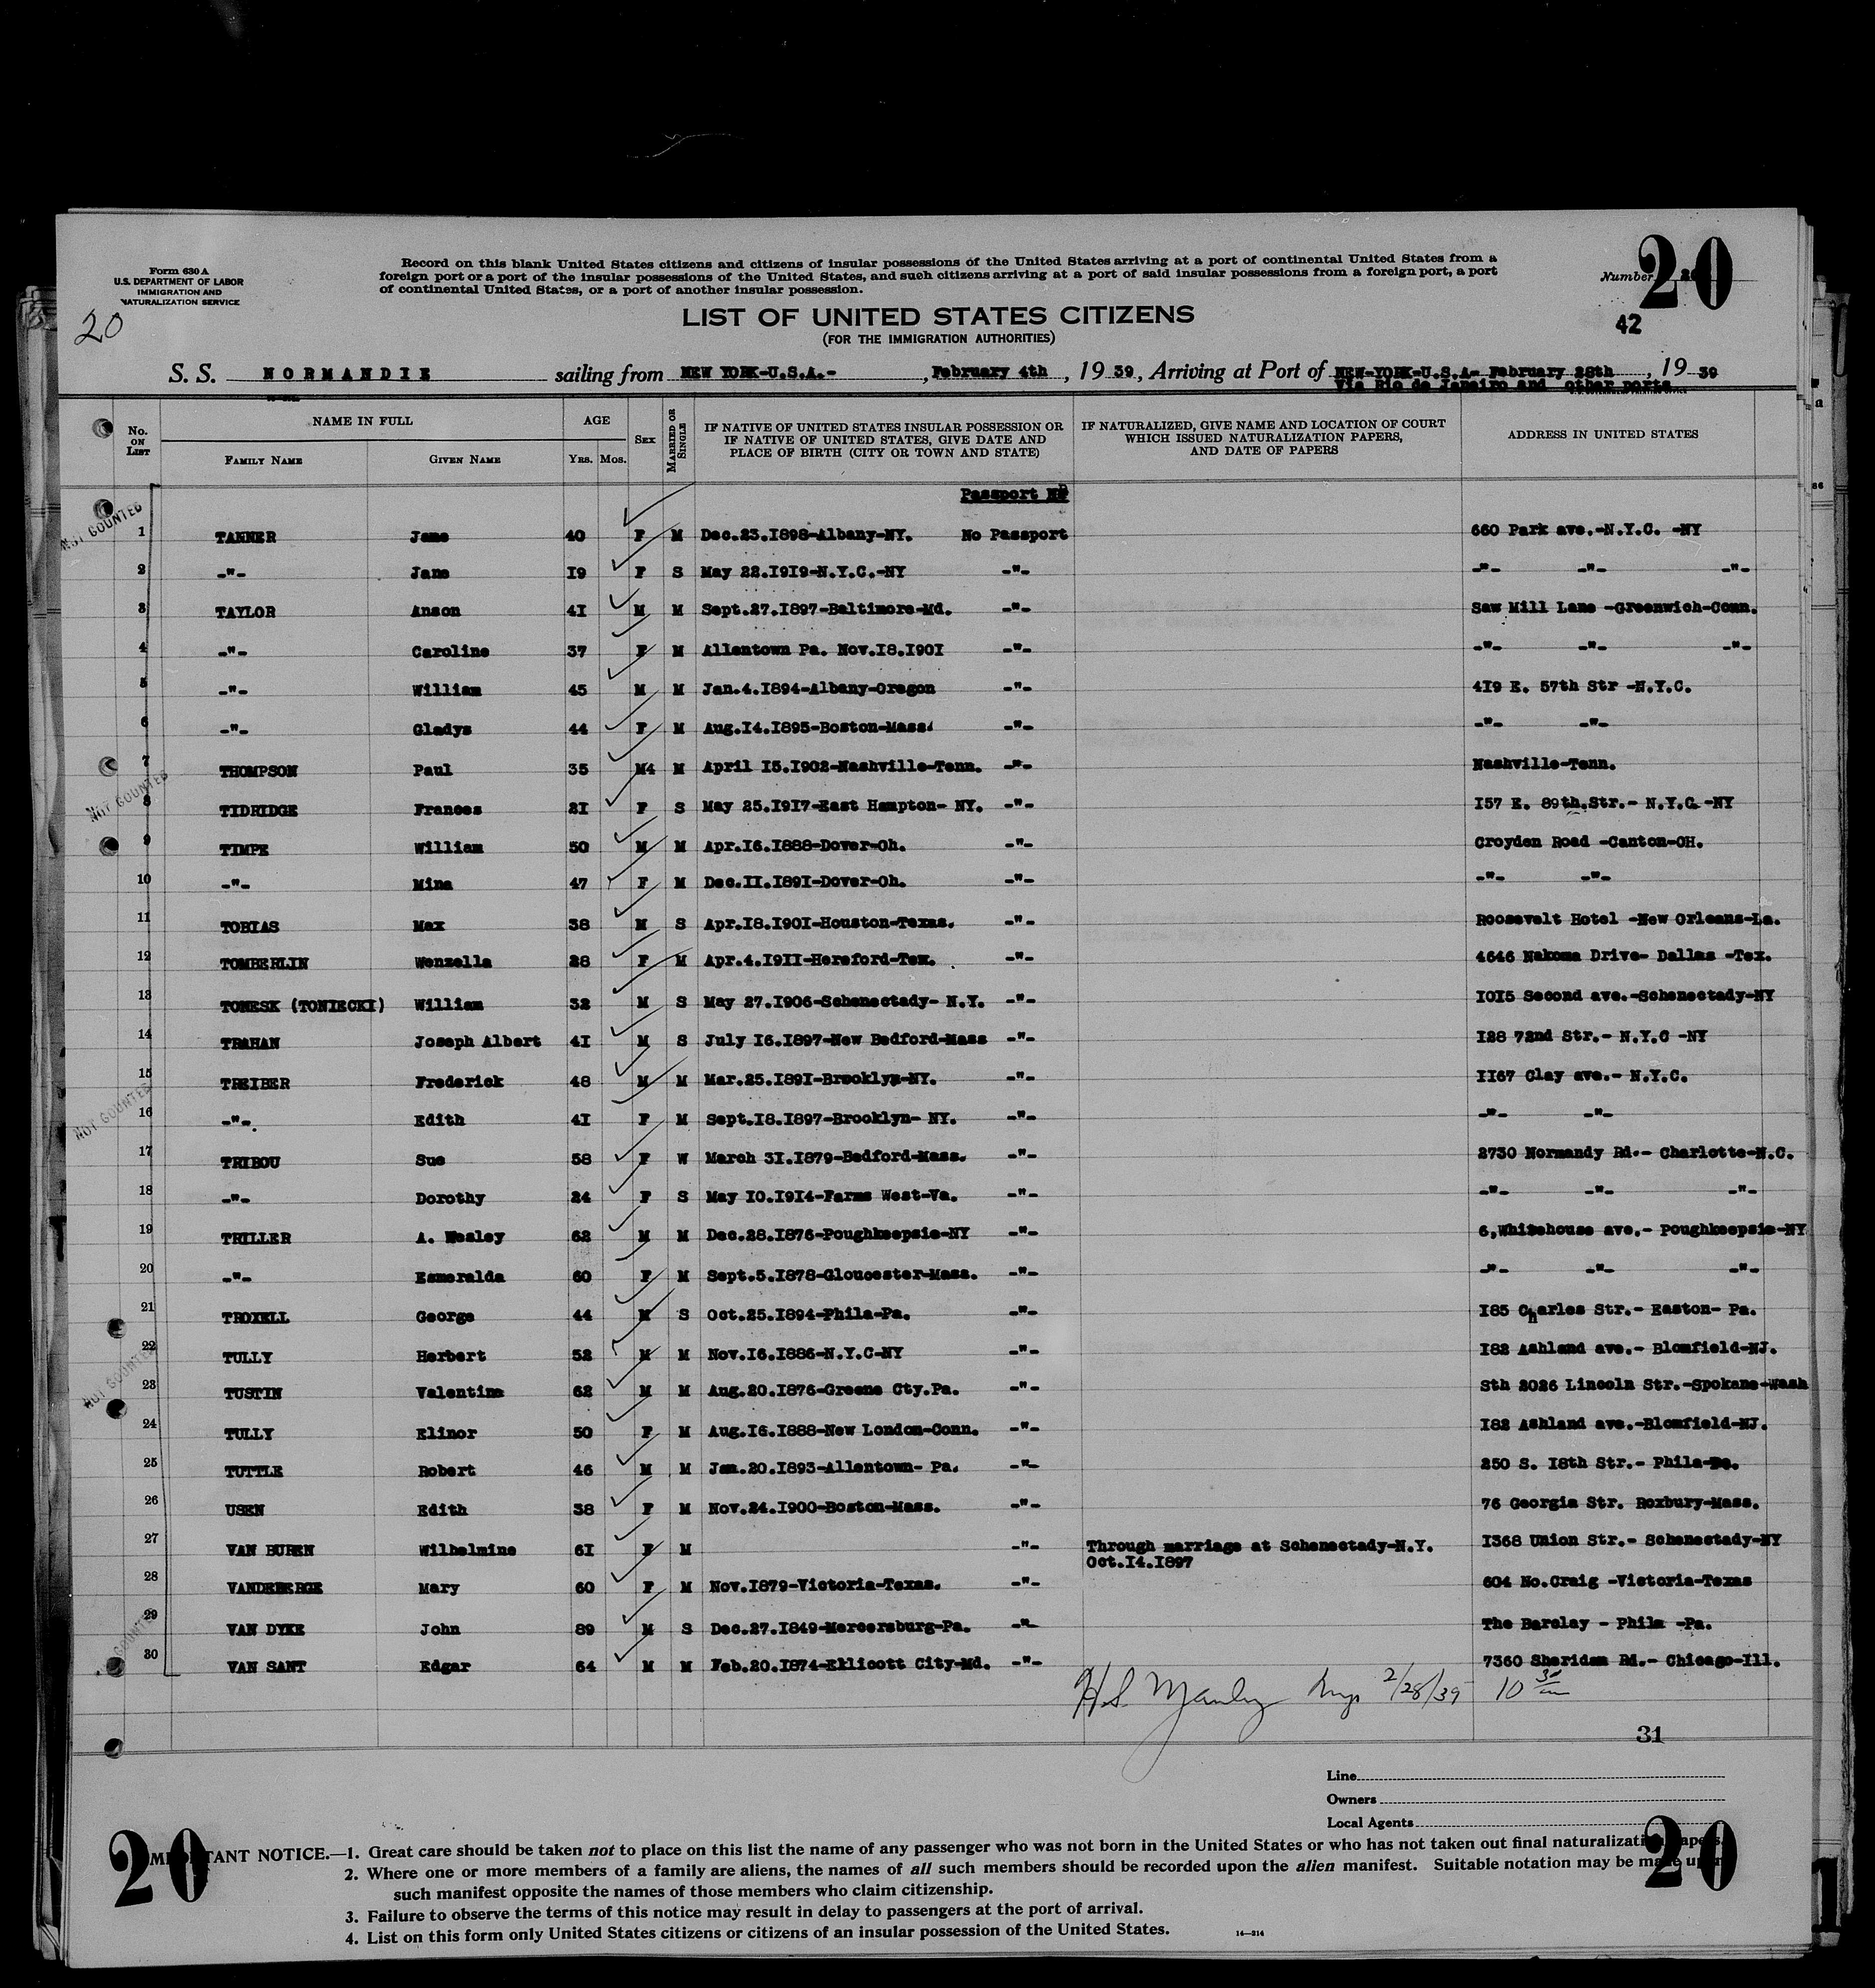 Form 630 A
U.S. DEPARTMENT OF LABOR
IMMIGRATION AND
NATURALIZATION SERVICE
20
Record on this blank United States citizens and citizens of insular possessions of the United States arriving at a port of continental United States from a
foreign port or a port of the insular possessions of the United States, and such citizens arriving at a port of said insular possessions from a foreign port, a port
of continental United States, or a port of another insular possession.
Number 20
20
42
LIST OF UNITED STATES CITIZENS
(FOR THE IMMIGRATION AUTHORITIES)
S. S. NORMANDIE sailing from NEW YORK-U.S.A.- , February 4th , 19 39 , Arriving at Port of NEW-YORK-U.S.A- February 28th , 19 39
Via Rio de Janeiro and other ports
No. ON LIST NAME IN FULL AGE SEX MARRIED OR SINGLE IF NATIVE OF UNITED STATES INSULAR POSSESSION OR IF NATIVE OF UNITED STATES, GIVE DATE AND PLACE OF BIRTH (CITY OR TOWN AND STATE) IF NATURALIZED, GIVE NAME AND LOCATION OF COURT WHICH ISSUED NATURALIZATION PAPERS, AND DATE OF PAPERS ADDRESS IN UNITED STATES
FAMILY NAME GIVEN NAME YRS. MOS.
Passport No
NOT COUNTED
1 TANNER Jane 40 F M Dec.23.1898-Albany-NY. No Passport 660 Park ave.-N.Y.C. -NY
2 -"- Jane 19 F S May 22.1919-N.Y.C.-NY -"- -"- -"- -"-
3 TAYLOR Anson 41 M M Sept.27.1897-Baltimore-Md. -"- Saw Mill Lane -Greenwich-Conn.
4 -"- Caroline 37 F M Allentown Pa. Nov.18.1901 -"- -"- -"- -"-
5 -"- William 45 M M Jan.4.1894-Albany-Oregon -"- 419 E. 57th Str -N.Y.C.
6 -"- Gladys 44 F M Aug.14.1895-Boston-Mass. -"- -"- -"-
7 THOMPSON Paul 35 M4 M April 15.1902-Nashville-Tenn. -"- Nashville-Tenn.
NOT COUNTED
8 TIDRIDGE Frances 21 F S May 25.1917-East Hampton- NY. -"- 157 E. 89th.Str.- N.Y.C.-NY
9 TIMPE William 50 M M Apr.16.1888-Dover-Oh. -"- Croyden Road -Canton-OH.
10 -"- Mina 47 F M Dec.11.1891-Dover-Oh. -"- -"- -"-
11 TOBIAS Max 38 M S Apr.18.1901-Houston-Texas. -"- Roosevelt Hotel -New Orleans-La.
12 TOMBERLIN Wenzella 28 F M Apr.4.1911-Hereford-Tex. -"- 4646 Nakoma Drive- Dallas -Tex.
13 TONESK (TONIECKI) William 32 M S May 27.1906-Schenectady- N.Y. -"- 1015 Second ave.-Schenectady-NY
14 TRAHAN Joseph Albert 41 M S July 16.1897-New Bedford-Mass -"- 128 72nd Str.- N.Y.C -NY
15 TREIBER Frederick 48 M M Mar.25.1891-Brooklyn-NY. -"- 1167 Clay ave.- N.Y.C.
NOT COUNTED
16 -"-. Edith 41 F M Sept.18.1897-Brooklyn- NY. -"- -"- -"-
17 TRIBOU Sue 58 F W March 31.1879-Bedford-Mass. -"- 2730 Normandy Rd.- Charlotte-N.C.
18 -"- Dorothy 24 F S May 10.1914-Farms West-Va. -"- -"- -"- -"-
19 TRILLER A. Wesley 62 M M Dec.28.1876-Poughkeepsie-NY -"- 6,Whitehouse ave.- Poughkeepsie-NY
20 -"- Esmeralda 60 F M Sept.5.1878-Gloucester-Mass. -"- -"- -"- -"-
21 TROXELL George 44 M S Oct.25.1894-Phila-Pa. -"- 185 Charles Str.- Easton- Pa.
22 TULLY Herbert 52 M M Nov.16.1886-N.Y.C-NY -"- 182 Ashland ave.- Blomfield-NJ.
NOT COUNTED
23 TUSTIN Valentine 62 M M Aug.20.1876-Greene Cty.Pa. -"- Sth 2026 Lincoln Str.-Spokane-Wash
24 TULLY Elinor 50 F M Aug.16.1888-New London-Conn. -"- 182 Ashland ave.-Blomfield-NJ.
25 TUTTLE Robert 46 M M Jan.20.1893-Allentown- Pa. -"- 250 S. 18th Str.- Phila-Pa.
26 USEN Edith 38 F M Nov.24.1900-Boston-Mass. -"- 76 Georgia Str. Roxbury-Mass.
27 VAN BUREN Wilhelmine 61 F M -"- Through marriage at Schenectady-N.Y. 1368 Union Str.- Schenectady-NY
Oct.14.1897
28 VANDEBERGE Mary 60 F M Nov.1879-Victoria-Texas. -"- 604 No.Craig -Victoria-Texas
29 VAN DYKE John 89 M S Dec.27.1849-Mercersburg-Pa. -"- The Barclay - Phila -Pa.
COUNTED
30 VAN SANT Edgar 64 M M Feb.20.1874-Ellicott City-Md. -"- 7360 Sheridan Rd.- Chicago-Ill.
H.S. Manley Insp 2/28/39 10 30 am
31
Line
Owners
Local Agents
20 20
IMPORTANT NOTICE.—1. Great care should be taken not to place on this list the name of any passenger who was not born in the United States or who has not taken out final naturalization papers.
2. Where one or more members of a family are aliens, the names of all such members should be recorded upon the alien manifest. Suitable notation may be made upon
such manifest opposite the names of those members who claim citizenship.
3. Failure to observe the terms of this notice may result in delay to passengers at the port of arrival.
4. List on this form only United States citizens or citizens of an insular possession of the United States.
14—214